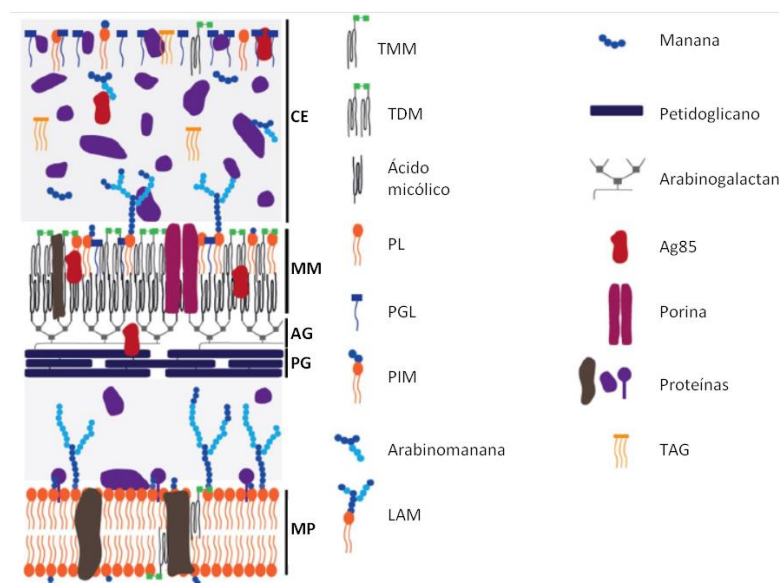 CE
MM
AG
PG
MP
TMM
TDM
Ácido
micólico
PL
PGL
PIM
Arabinomanana
LAM
Manana
Petidoglicano
Arabinogalactan
Ag85
Porina
Proteínas
TAG